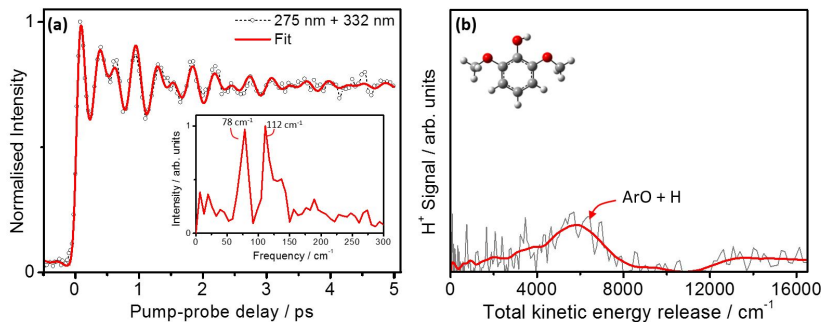 (a)
275 nm + 332 nm
Fit
Normalised Intensity
1
0
0 1 2 3 4 5
Pump-probe delay / ps
78 cm⁻¹
112 cm⁻¹
Intensity / arb. units
1
0
0 50 100 150 200 250 300
Frequency / cm⁻¹
(b)
H⁺ Signal / arb. units
ArO + H
0 4000 8000 12000 16000
Total kinetic energy release / cm⁻¹